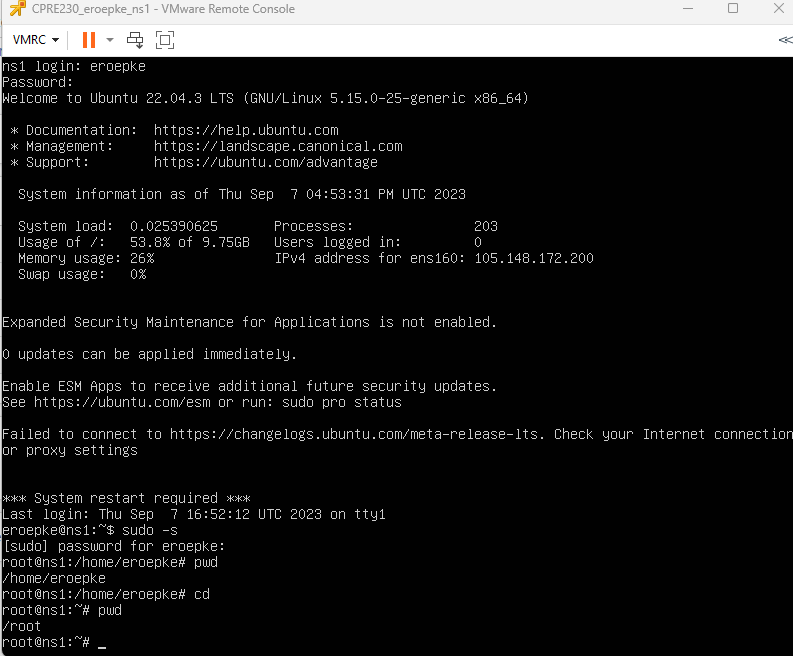 CPRE230_eroepke_ns1 - VMware Remote Console
VMRC
ns1 login: eroepke
Password:
Welcome to Ubuntu 22.04.3 LTS (GNU/Linux 5.15.0-25-generic x86_64)
* Documentation:  https://help.ubuntu.com
* Management:     https://landscape.canonical.com
* Support:        https://ubuntu.com/advantage
System information as of Thu Sep  7 04:53:31 PM UTC 2023
System load:  0.025390625       Processes:               203
Usage of /:   53.8% of 9.75GB   Users logged in:         0
Memory usage: 26%               IPv4 address for ens160: 105.148.172.200
Swap usage:   0%
Expanded Security Maintenance for Applications is not enabled.
0 updates can be applied immediately.
Enable ESM Apps to receive additional future security updates.
See https://ubuntu.com/esm or run: sudo pro status
Failed to connect to https://changelogs.ubuntu.com/meta-release-lts. Check your Internet connection
or proxy settings
*** System restart required ***
Last login: Thu Sep  7 16:52:12 UTC 2023 on tty1
eroepke@ns1:~$ sudo -s
[sudo] password for eroepke:
root@ns1:/home/eroepke# pwd
/home/eroepke
root@ns1:/home/eroepke# cd
root@ns1:~# pwd
/root
root@ns1:~# _